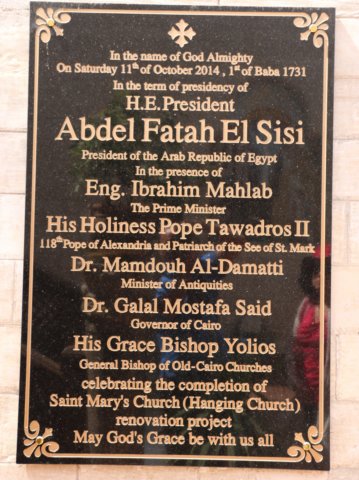 In the name of God Almighty
On Saturday 11th of October 2014 , 1st of Baba 1731
In the term of presidency of
H.E.President
Abdel Fatah El Sisi
President of the Arab Republic of Egypt
In the presence of
Eng. Ibrahim Mahlab
The Prime Minister
His Holiness Pope Tawadros II
118th Pope of Alexandria and Patriarch of the See of St. Mark
Dr. Mamdouh Al-Damatti
Minister of Antiquities
Dr. Galal Mostafa Said
Governor of Cairo
His Grace Bishop Yolios
General Bishop of Old-Cairo Churches
celebrating the completion of
Saint Mary's Church (Hanging Church)
renovation project
May God's Grace be with us all